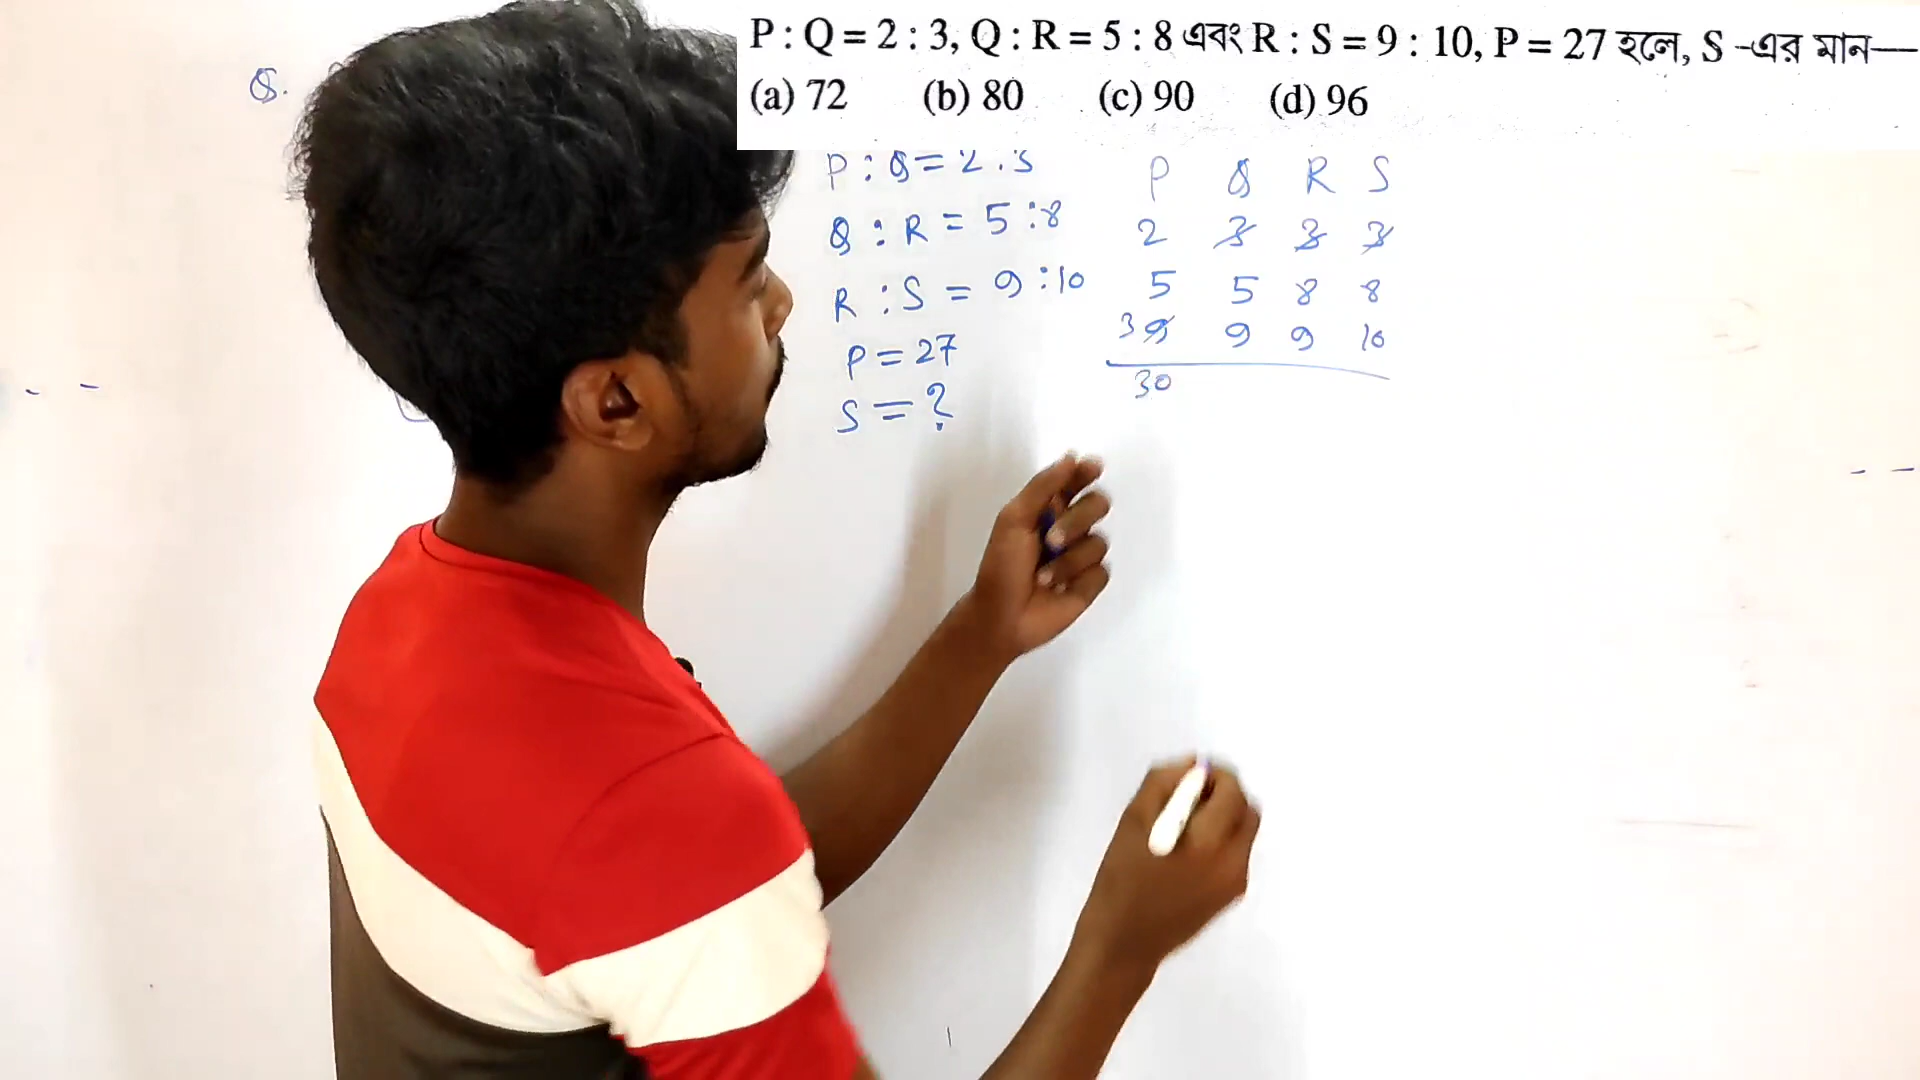 P : Q = 2 : 3, Q : R = 5 : 8 এবং R : S = 9 : 10, P = 27 হলে, S -এর মান—
(a) 72 (b) 80 (c) 90 (d) 96
Q.
P : Q = 2 : 3
Q : R = 5 : 8
R : S = 9 : 10
P = 27
S = ?
P Q R S
2 3 3 3
5 5 8 8
3 9 9 9 10
30